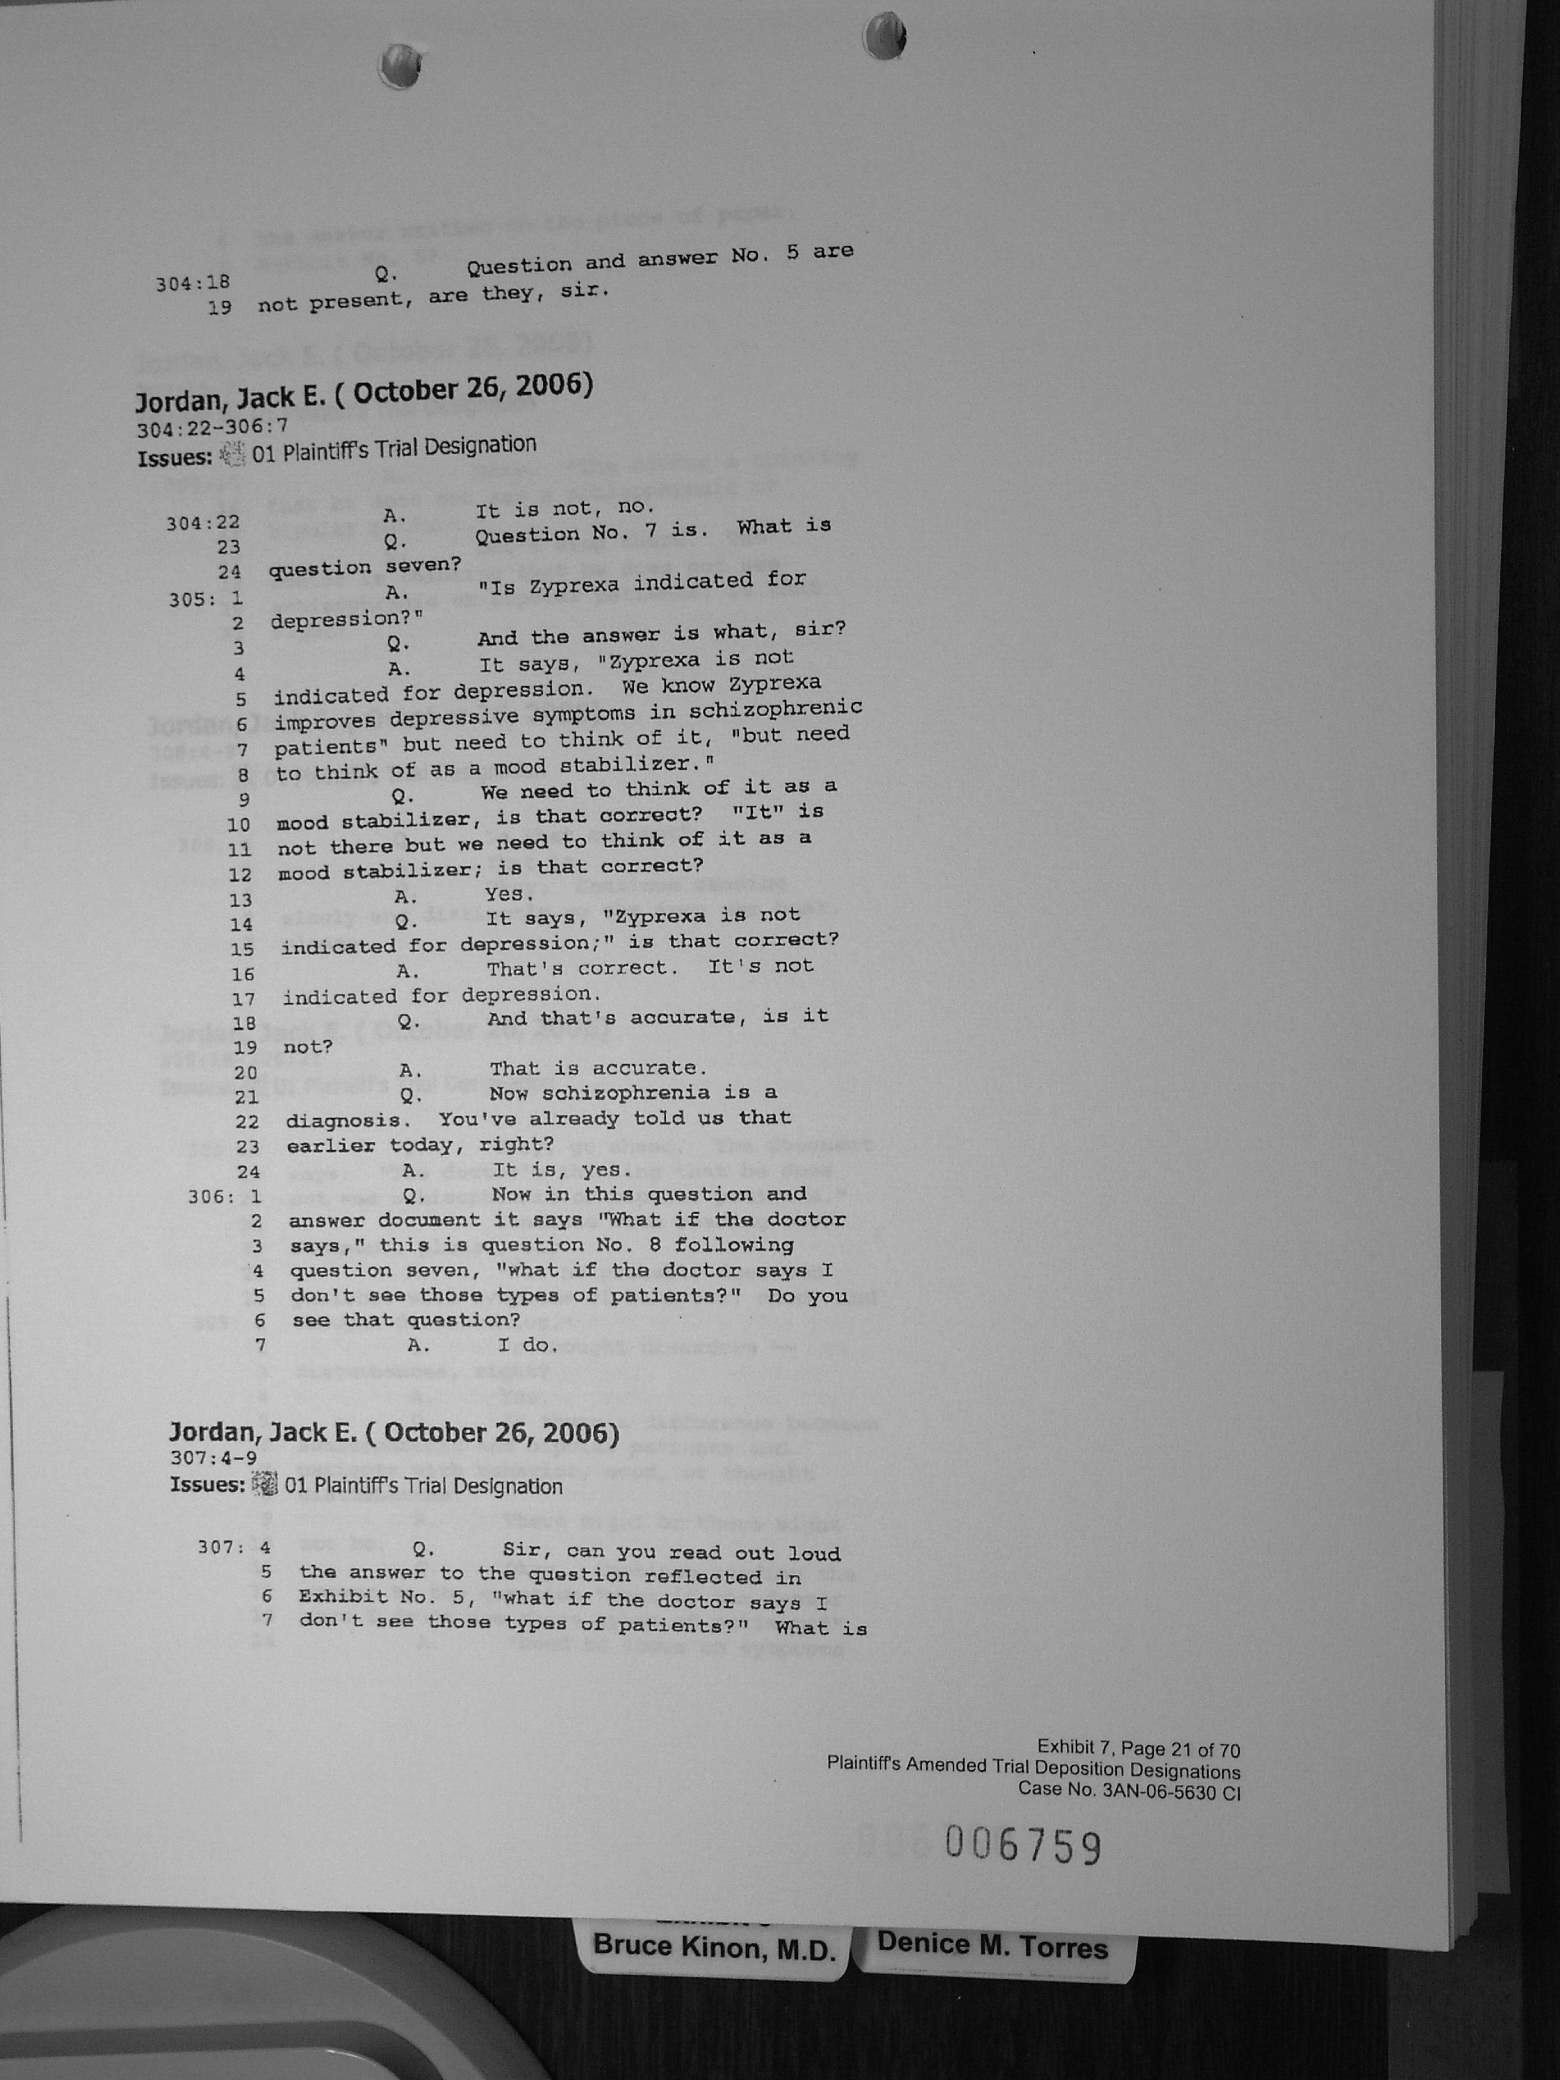 304:18 Q. Question and answer No. 5 are
19 not present, are they, sir.
Jordan, Jack E. ( October 26, 2006)
304:22-306:7
Issues: 01 Plaintiff's Trial Designation
304:22 A. It is not, no.
23 Q. Question No. 7 is. What is
24 question seven?
305: 1 A. "Is Zyprexa indicated for
2 depression?"
3 Q. And the answer is what, sir?
4 A. It says, "Zyprexa is not
5 indicated for depression. We know Zyprexa
6 improves depressive symptoms in schizophrenic
7 patients" but need to think of it, "but need
8 to think of as a mood stabilizer."
9 Q. We need to think of it as a
10 mood stabilizer, is that correct? "It" is
11 not there but we need to think of it as a
12 mood stabilizer; is that correct?
13 A. Yes.
14 Q. It says, "Zyprexa is not
15 indicated for depression;" is that correct?
16 A. That's correct. It's not
17 indicated for depression.
18 Q. And that's accurate, is it
19 not?
20 A. That is accurate.
21 Q. Now schizophrenia is a
22 diagnosis. You've already told us that
23 earlier today, right?
24 A. It is, yes.
306: 1 Q. Now in this question and
2 answer document it says "What if the doctor
3 says," this is question No. 8 following
4 question seven, "what if the doctor says I
5 don't see those types of patients?" Do you
6 see that question?
7 A. I do.
Jordan, Jack E. ( October 26, 2006)
307:4-9
Issues: 01 Plaintiff's Trial Designation
307: 4 Q. Sir, can you read out loud
5 the answer to the question reflected in
6 Exhibit No. 5, "what if the doctor says I
7 don't see those types of patients?" What is
Exhibit 7, Page 21 of 70
Plaintiff's Amended Trial Deposition Designations
Case No. 3AN-06-5630 CI
006759
Bruce Kinon, M.D.
Denice M. Torres